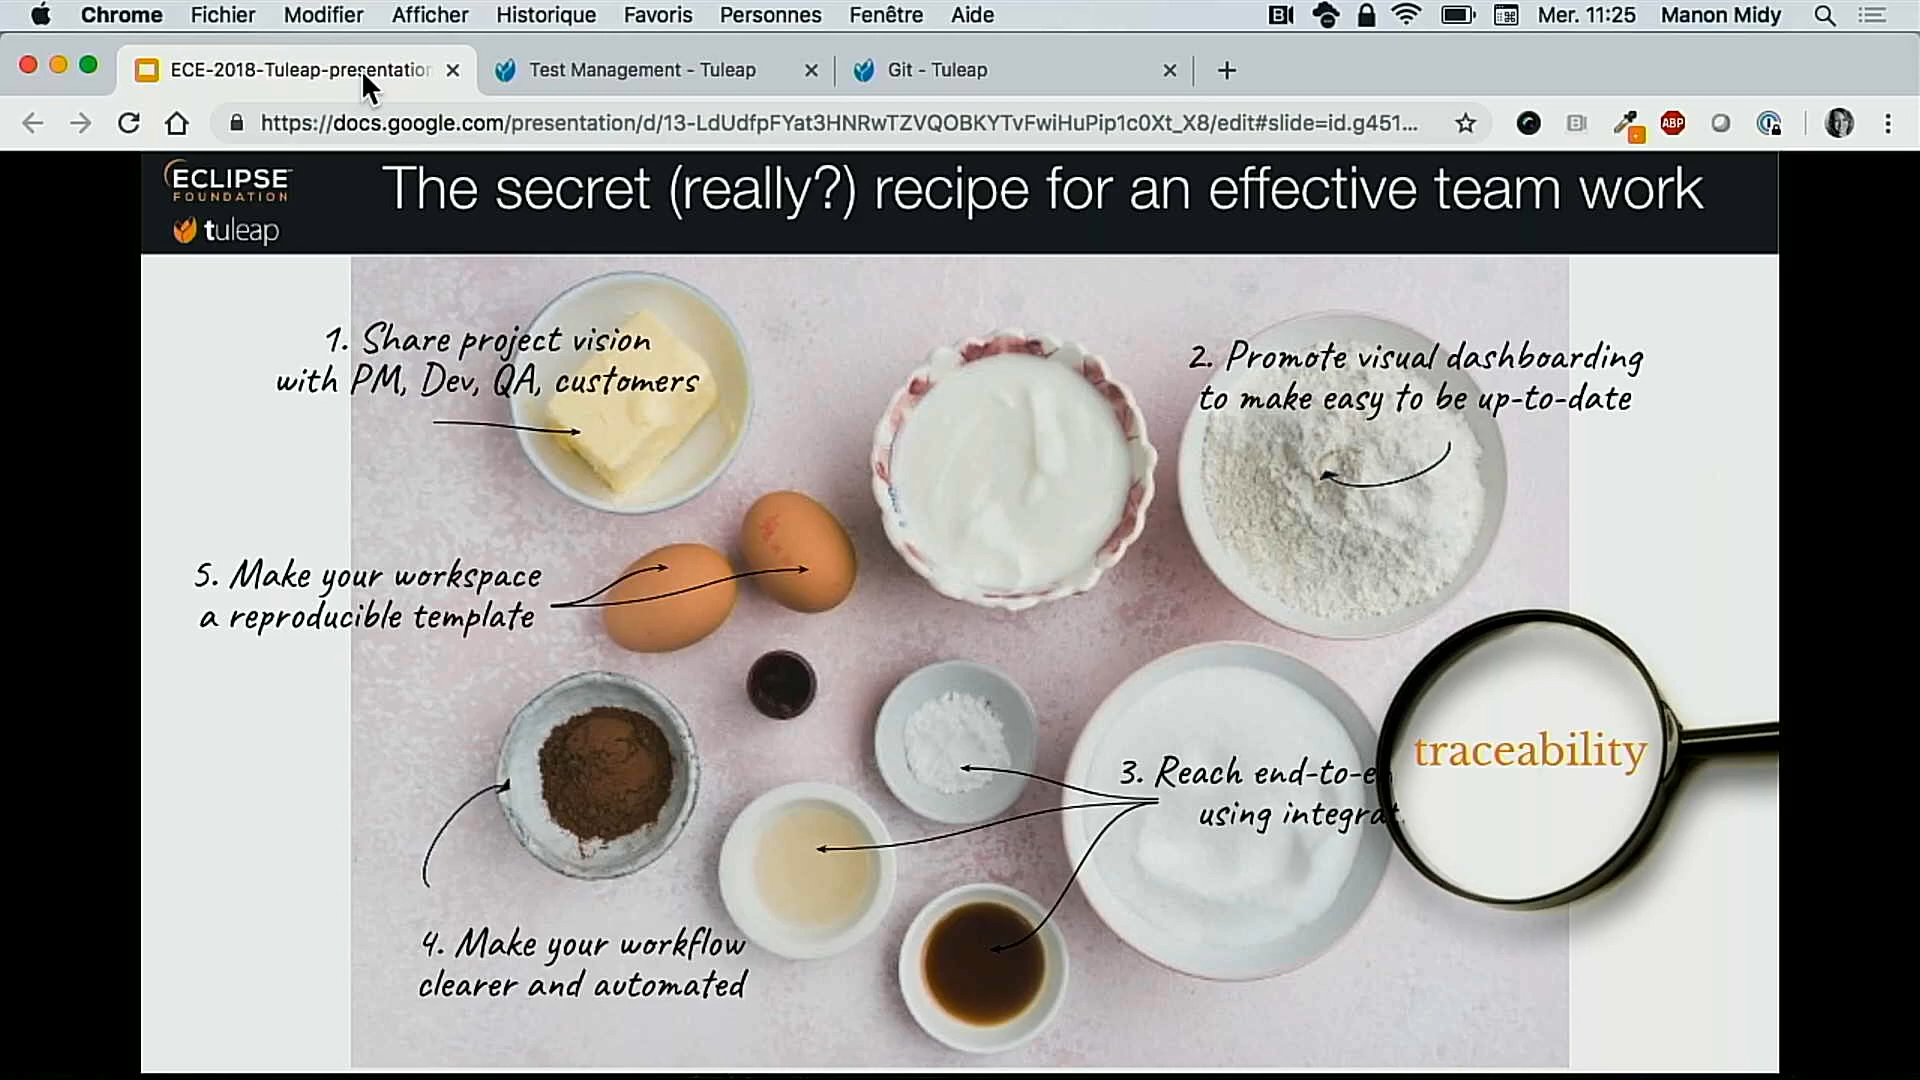 Chrome Fichier Modifier Afficher Historique Favoris Personnes Fenêtre Aide Mer. 11:25 Manon Midy
ECE-2018-Tuleap-presentation Test Management - Tuleap Git - Tuleap
https://docs.google.com/presentation/d/13-LdUdfpFYat3HNRwTZVQOBKYTvFwiHuPip1c0Xt_X8/edit#slide=id.g451... ABP
ECLIPSE
FOUNDATION
tuleap
The secret (really?) recipe for an effective team work
1. Share project vision
with PM, Dev, QA, customers
2. Promote visual dashboarding
to make easy to be up-to-date
5. Make your workspace
a reproducible template
3. Reach end-to-e
using integrat
traceability
4. Make your workflow
clearer and automated